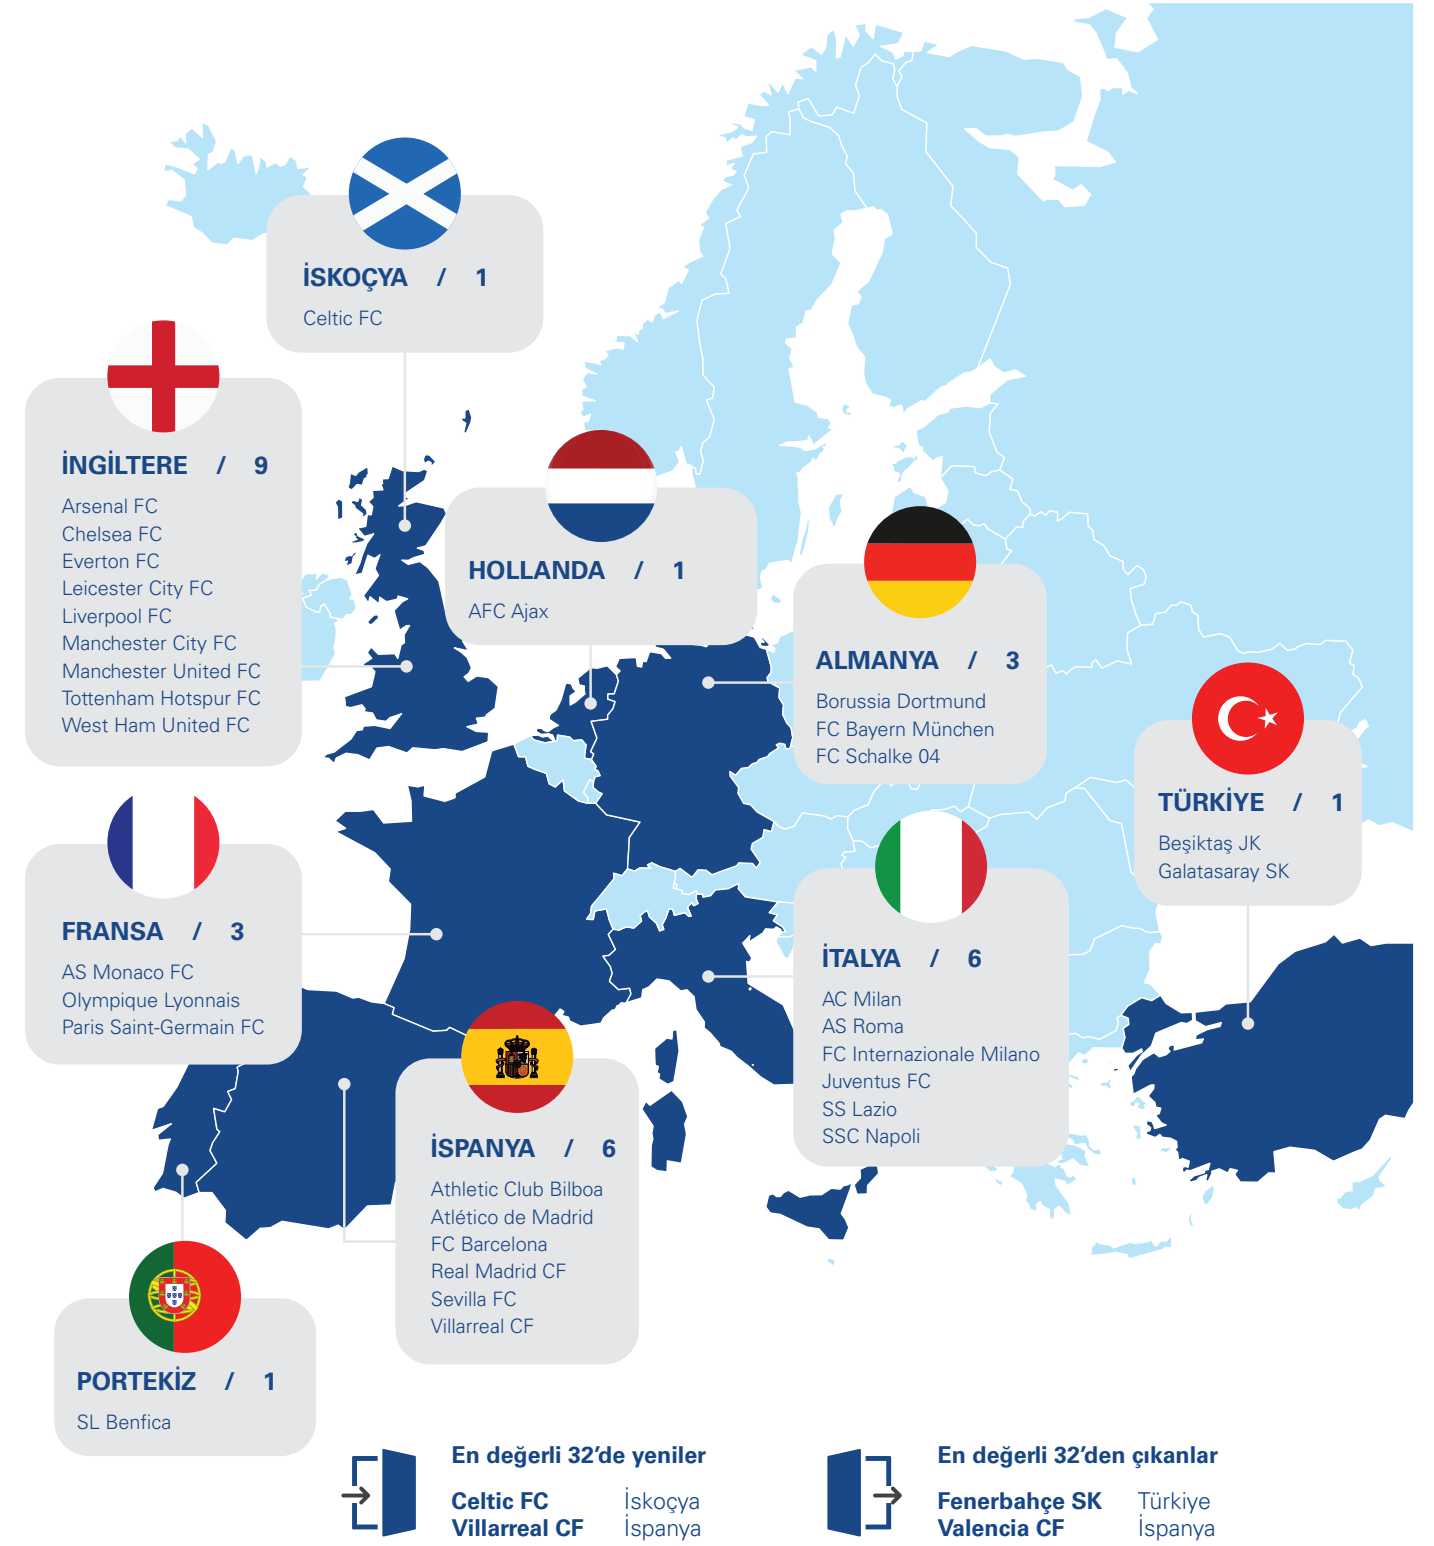 İSKOÇYA / 1
Celtic FC
İNGİLTERE / 9
Arsenal FC
Chelsea FC
Everton FC
Leicester City FC
Liverpool FC
Manchester City FC
Manchester United FC
Tottenham Hotspur FC
West Ham United FC
HOLLANDA / 1
AFC Ajax
ALMANYA / 3
Borussia Dortmund
FC Bayern München
FC Schalke 04
TÜRKİYE / 1
Beşiktaş JK
Galatasaray SK
FRANSA / 3
AS Monaco FC
Olympique Lyonnais
Paris Saint-Germain FC
İTALYA / 6
AC Milan
AS Roma
FC Internazionale Milano
Juventus FC
SS Lazio
SSC Napoli
İSPANYA / 6
Athletic Club Bilboa
Atlético de Madrid
FC Barcelona
Real Madrid CF
Sevilla FC
Villarreal CF
PORTEKİZ / 1
SL Benfica
En değerli 32’de yeniler
Celtic FC İskoçya
Villarreal CF İspanya
En değerli 32’den çıkanlar
Fenerbahçe SK Türkiye
Valencia CF İspanya